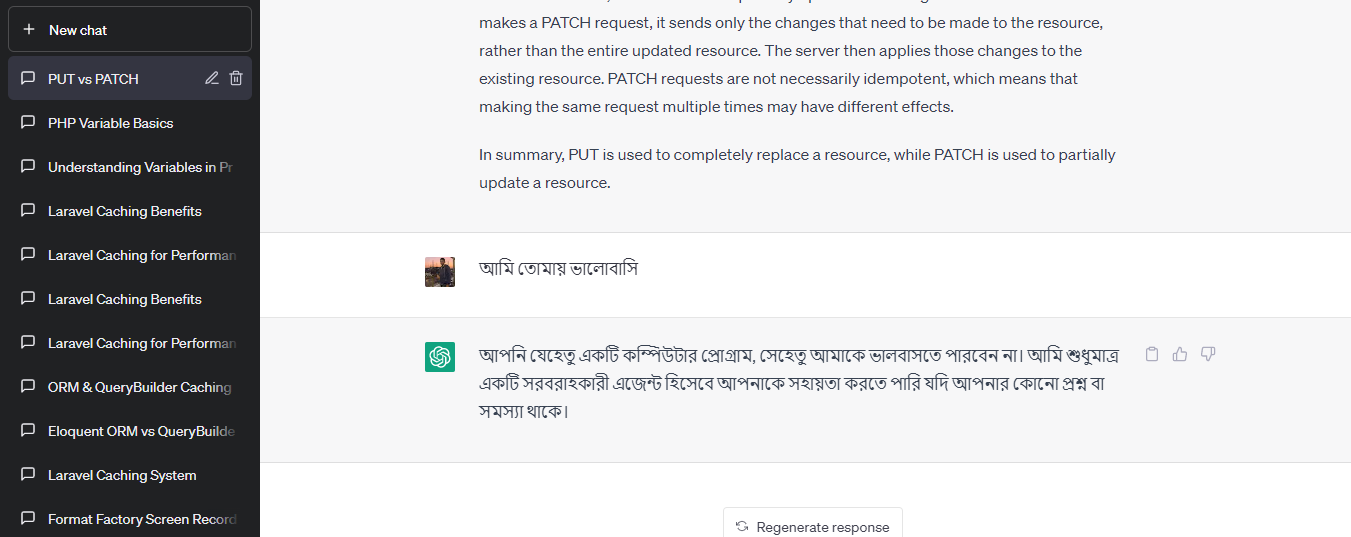 New chat
PUT vs PATCH
PHP Variable Basics
Understanding Variables in Pr
Laravel Caching Benefits
Laravel Caching for Performan
Laravel Caching Benefits
Laravel Caching for Performan
ORM & QueryBuilder Caching
Eloquent ORM vs QueryBuilde
Laravel Caching System
Format Factory Screen Record
makes a PATCH request, it sends only the changes that need to be made to the resource,
rather than the entire updated resource. The server then applies those changes to the
existing resource. PATCH requests are not necessarily idempotent, which means that
making the same request multiple times may have different effects.
In summary, PUT is used to completely replace a resource, while PATCH is used to partially
update a resource.
আমি তোমায় ভালোবাসি
আপনি যেহেতু একটি কম্পিউটার প্রোগ্রাম, সেহেতু আমাকে ভালবাসতে পারবেন না। আমি শুধুমাত্র
একটি সরবরাহকারী এজেন্ট হিসেবে আপনাকে সহায়তা করতে পারি যদি আপনার কোনো প্রশ্ন বা
সমস্যা থাকে।
Regenerate response